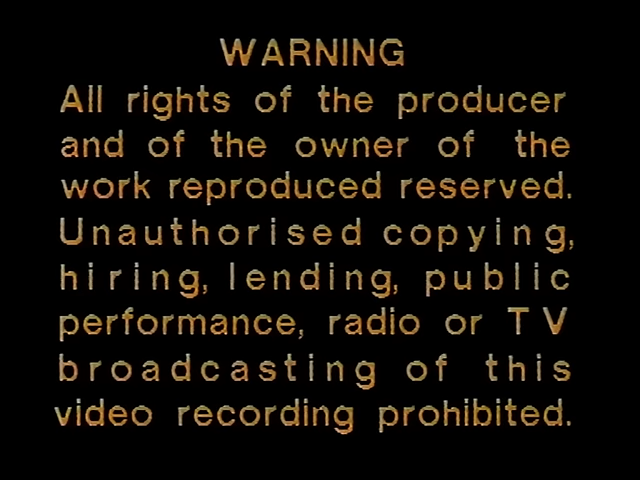 WARNING
All rights of the producer
and of the owner of the
work reproduced reserved.
Unauthorised copying,
hiring, lending, public
performance, radio or TV
broadcasting of this
video recording prohibited.